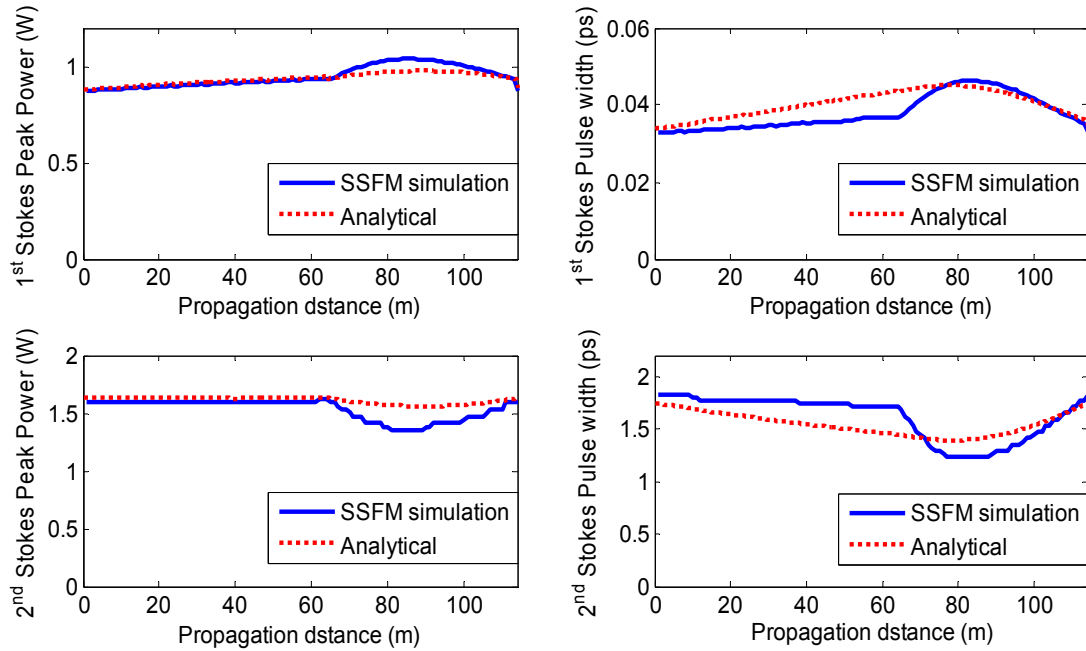 1st Stokes Peak Power (W)
1
0.5
0
0 20 40 60 80 100
SSFM simulation
Analytical
Propagation dstance (m)
1st Stokes Pulse width (ps)
0.06
0.04
0.02
0
0 20 40 60 80 100
SSFM simulation
Analytical
Propagation dstance (m)
2nd Stokes Peak Power (W)
2
1.5
1
0.5
0
0 20 40 60 80 100
SSFM simulation
Analytical
Propagation dstance (m)
2nd Stokes Pulse width (ps)
2
1.5
1
0.5
0
0 20 40 60 80 100
SSFM simulation
Analytical
Propagation dstance (m)